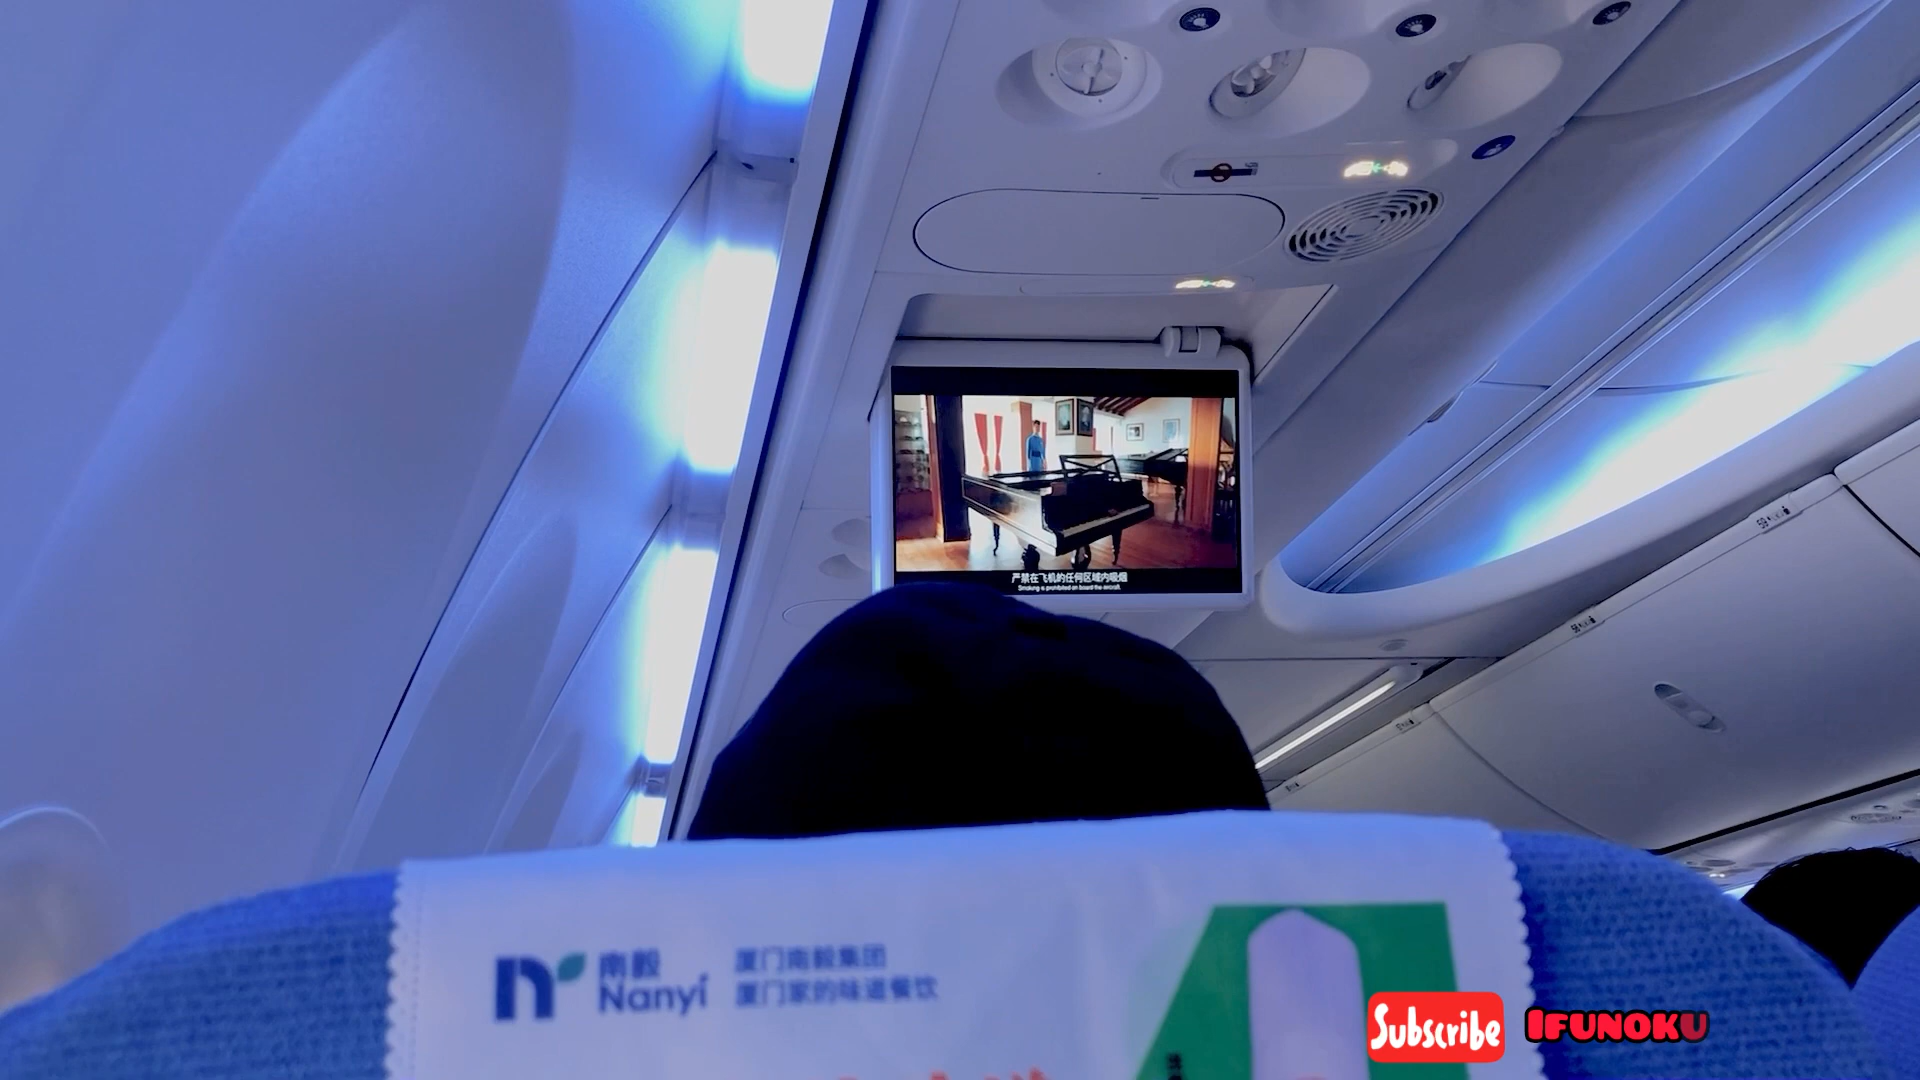 严禁在飞机的任何区域内吸烟
Smoking is prohibited on board the aircraft
南毅
Nanyi
厦门南毅集团
厦门家的味道餐饮
Subscribe
IFUNOKU